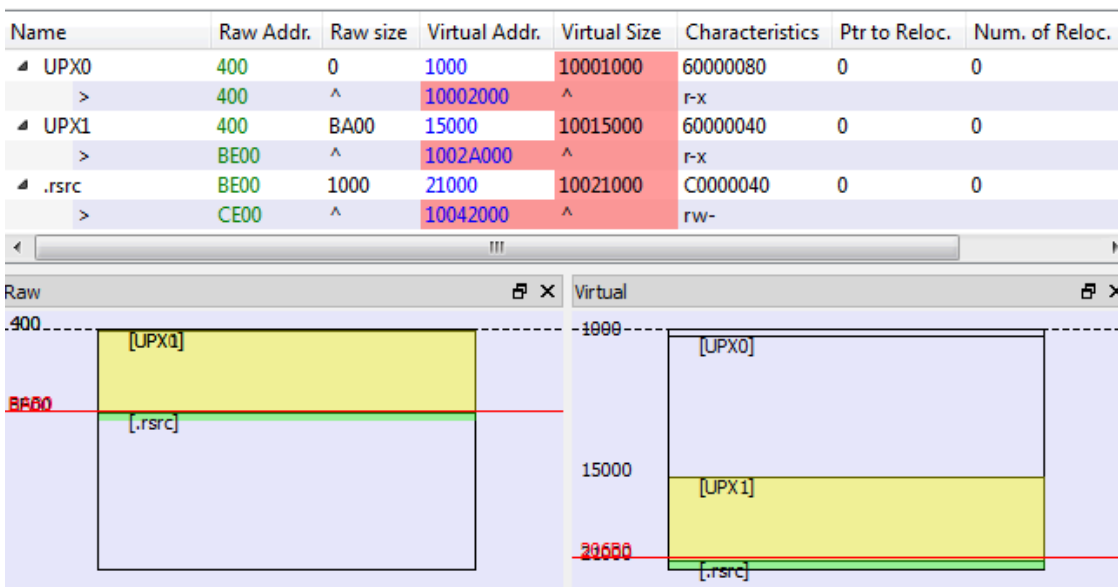 Name Raw Addr. Raw size Virtual Addr. Virtual Size Characteristics Ptr to Reloc. Num. of Reloc.
UPX0 400 0 1000 10001000 60000080 0 0
> 400 ^ 10002000 ^ r-x
UPX1 400 BA00 15000 10015000 60000040 0 0
> BE00 ^ 1002A000 ^ r-x
.rsrc BE00 1000 21000 10021000 C0000040 0 0
> CE00 ^ 10042000 ^ rw-
Raw
Virtual
400
1000
[UPX0]
[.rsrc]
15000
[UPX1]
[.rsrc]